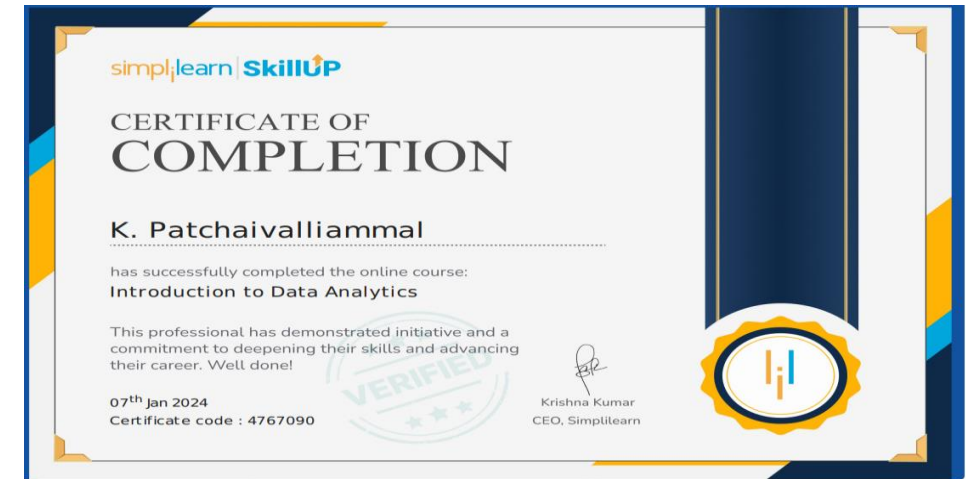 simplilearn | SkillUP
CERTIFICATE OF
COMPLETION
K. Patchaivalliammal
has successfully completed the online course:
Introduction to Data Analytics
This professional has demonstrated initiative and a
commitment to deepening their skills and advancing
their career. Well done!
VERIFIED
07th Jan 2024
Certificate code : 4767090
Krishna Kumar
CEO, Simplilearn